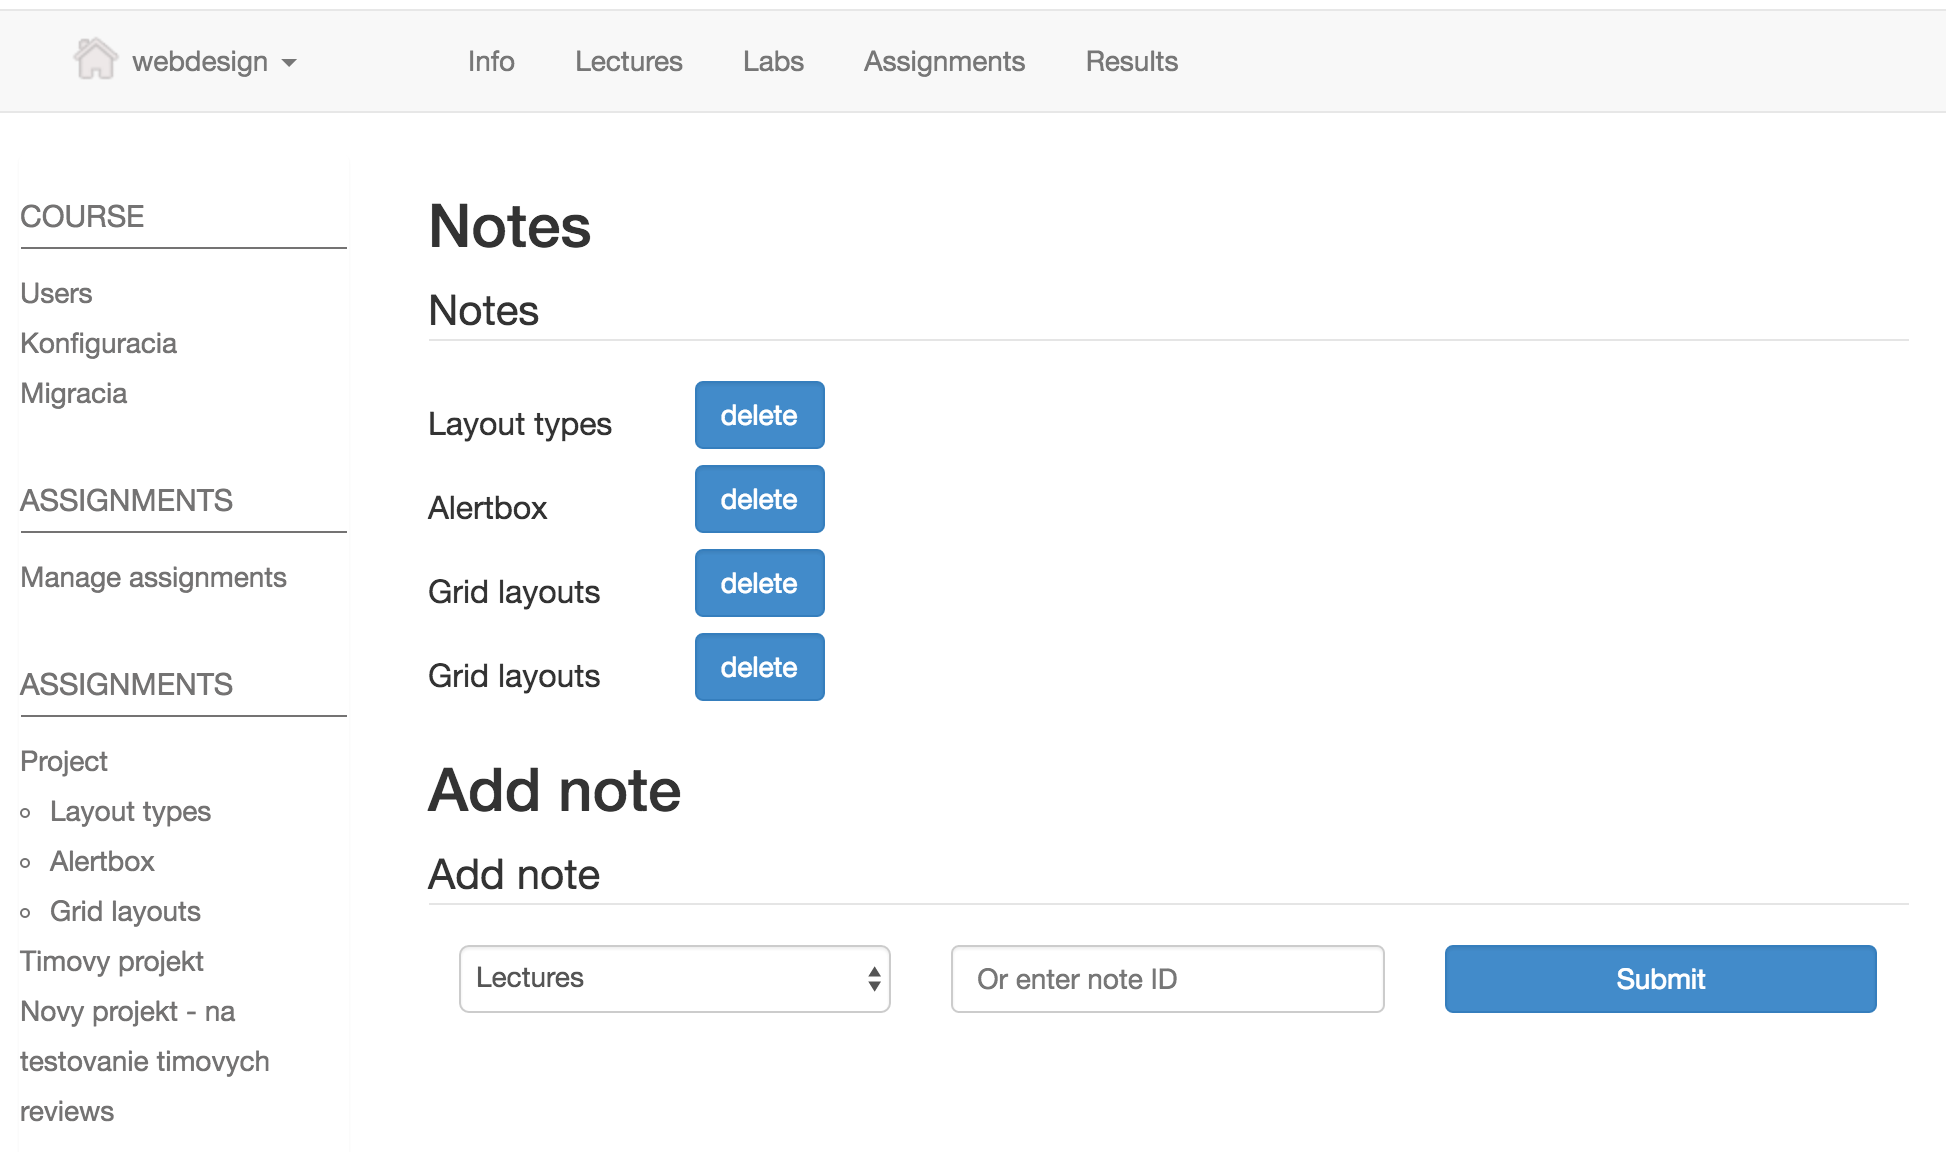 webdesign
Info Lectures Labs Assignments Results
COURSE
Users
Konfiguracia
Migracia
ASSIGNMENTS
Manage assignments
ASSIGNMENTS
Project
Layout types
Alertbox
Grid layouts
Timovy projekt
Novy projekt - na
testovanie timovych
reviews
Notes
Notes
Layout types delete
Alertbox delete
Grid layouts delete
Grid layouts delete
Add note
Add note
Lectures Or enter note ID Submit